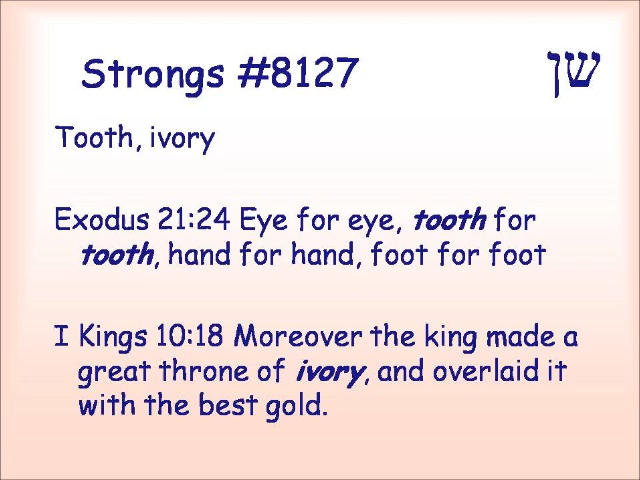 Strongs #8127 שן
Tooth, ivory
Exodus 21:24 Eye for eye, tooth for
tooth, hand for hand, foot for foot
I Kings 10:18 Moreover the king made a
great throne of ivory, and overlaid it
with the best gold.